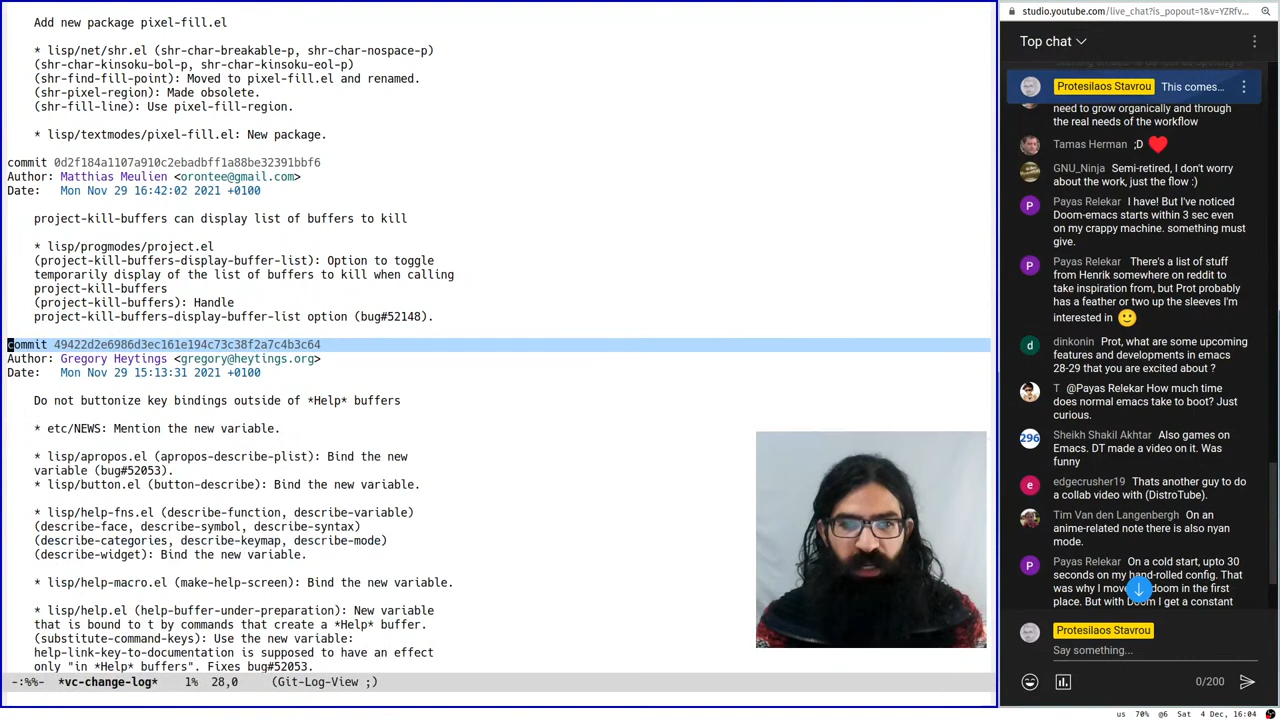 Add new package pixel-fill.el
* lisp/net/shr.el (shr-char-breakable-p, shr-char-nospace-p)
(shr-char-kinsoku-bol-p, shr-char-kinsoku-eol-p)
(shr-find-fill-point): Moved to pixel-fill.el and renamed.
(shr-pixel-region): Made obsolete.
(shr-fill-line): Use pixel-fill-region.
* lisp/textmodes/pixel-fill.el: New package.
commit 0d2f184a1107a910c2ebadbff1a88be32391bbf6
Author: Matthias Meulien <orontee@gmail.com>
Date:   Mon Nov 29 16:42:02 2021 +0100
project-kill-buffers can display list of buffers to kill
* lisp/progmodes/project.el
(project-kill-buffers-display-buffer-list): Option to toggle
temporarily display of the list of buffers to kill when calling
project-kill-buffers
(project-kill-buffers): Handle
project-kill-buffers-display-buffer-list option (bug#52148).
commit 49422d2e6986d3ec161e194c73c38f2a7c4b3c64
Author: Gregory Heytings <gregory@heytings.org>
Date:   Mon Nov 29 15:13:31 2021 +0100
Do not buttonize key bindings outside of *Help* buffers
* etc/NEWS: Mention the new variable.
* lisp/apropos.el (apropos-describe-plist): Bind the new
variable (bug#52053).
* lisp/button.el (button-describe): Bind the new variable.
* lisp/help-fns.el (describe-function, describe-variable)
(describe-face, describe-symbol, describe-syntax)
(describe-categories, describe-keymap, describe-mode)
(describe-widget): Bind the new variable.
* lisp/help-macro.el (make-help-screen): Bind the new variable.
* lisp/help.el (help-buffer-under-preparation): New variable
that is bound to t by commands that create a *Help* buffer.
(substitute-command-keys): Use the new variable:
help-link-key-to-documentation is supposed to have an effect
only "in *Help* buffers".  Fixes bug#52053.
-:%%-  *vc-change-log*    1%  28,0    (Git-Log-View ;)
studio.youtube.com/live_chat?is_popout=1&v=YZRfv...
Top chat
Protesilaos Stavrou This comes...
need to grow organically and through
the real needs of the workflow
Tamas Herman ;D
GNU_Ninja Semi-retired, I don't worry
about the work, just the flow :)
P Payas Relekar I have! But I've noticed
Doom-emacs starts within 3 sec even
on my crappy machine. something must
give.
P Payas Relekar There's a list of stuff
from Henrik somewhere on reddit to
take inspiration from, but Prot probably
has a feather or two up the sleeves I'm
interested in
d dinkonin Prot, what are some upcoming
features and developments in emacs
28-29 that you are excited about ?
T @Payas Relekar How much time
does normal emacs take to boot? Just
curious.
296 Sheikh Shakil Akhtar Also games on
Emacs. DT made a video on it. Was
funny
e edgecrusher19 Thats another guy to do
a collab video with (DistroTube).
Tim Van den Langenbergh On an
anime-related note there is also nyan
mode.
P Payas Relekar On a cold start, upto 30
seconds on my hand-rolled config. That
was why I doom in the first
place. But with Doom I get a constant
Protesilaos Stavrou
Say something...
0/200
us 70% @6 Sat 4 Dec, 16:04